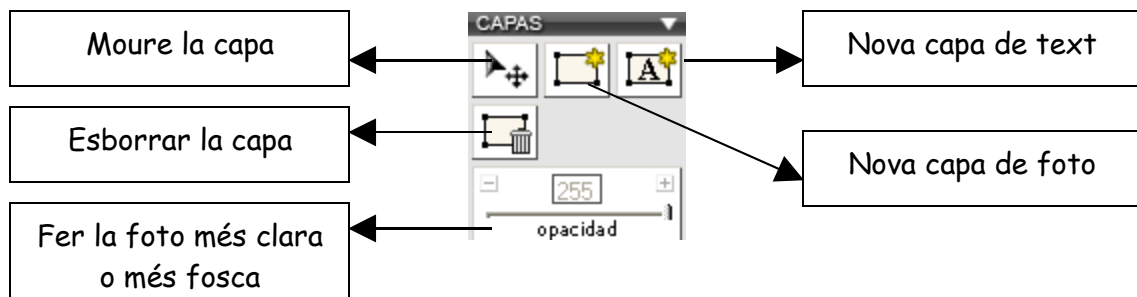 Moure la capa
Esborrar la capa
Fer la foto més clara
o més fosca
CAPAS
A
255
opacidad
Nova capa de text
Nova capa de foto